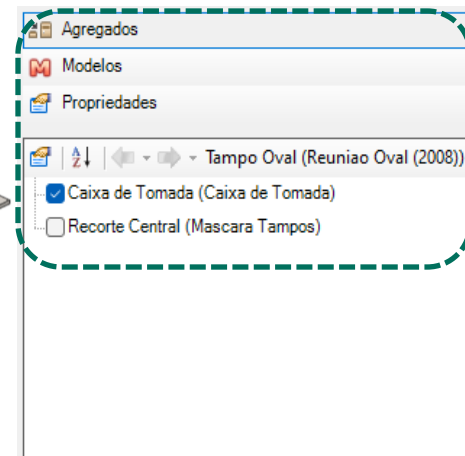 Agregados
Modelos
Propriedades
Tampo Oval (Reuniao Oval (2008))
Caixa de Tomada (Caixa de Tomada)
Recorte Central (Mascara Tampos)